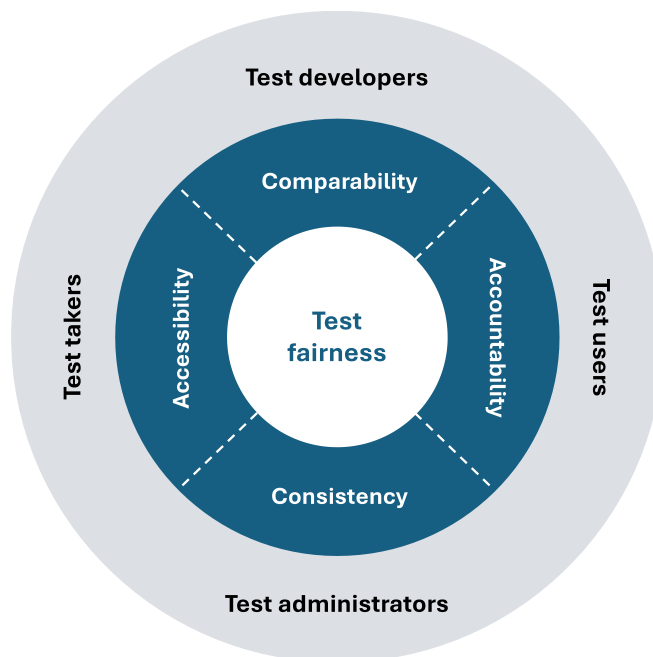 Test developers
Comparability
Test takers
Accessibility
Test
fairness
Accountability
Test users
Consistency
Test administrators